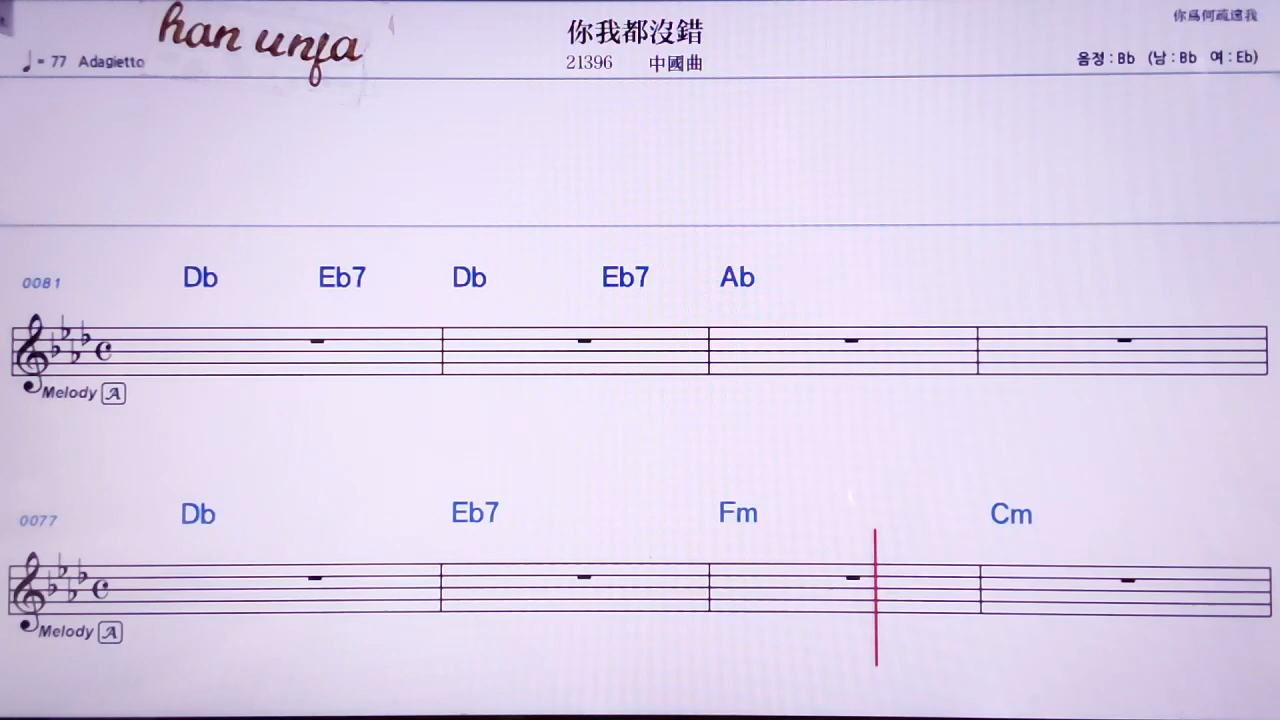 han unfa
你我都沒錯
你爲何疏遠我
♩= 77 Adagietto
21396 中國曲
음정 : Bb (남 : Bb 여 : Eb)
0081
Db Eb7 Db Eb7 Ab
Melody A
0077
Db Eb7 Fm Cm
Melody A